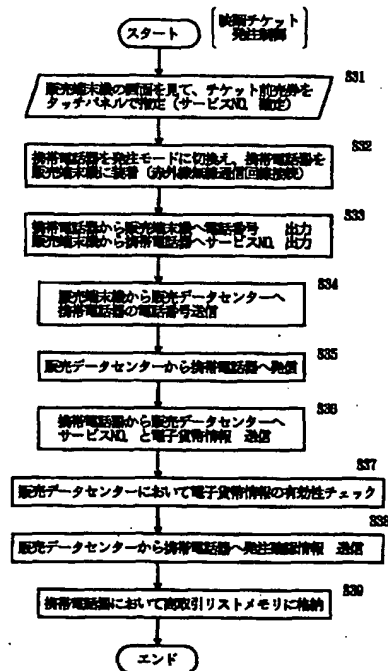 スタート
映画チケット
発注制御
S31
販売端末機の画面を見て、チケット前売券を
タッチパネルで指定（サービスNO. 確定）
S32
携帯電話器を発注モードに切換え、携帯電話器を
販売端末機に装着（赤外線無線通信回線接続）
S33
携帯電話器から販売端末機へ電話番号 出力
販売端末機から携帯電話器へサービスNO. 出力
S34
販売端末機から販売データセンターへ
携帯電話器の電話番号送信
S35
販売データセンターから携帯電話器へ発信
S36
携帯電話器から販売データセンターへ
サービスNO. と電子貨幣情報 送信
S37
販売データセンターにおいて電子貨幣情報の有効性チェック
S38
販売データセンターから携帯電話器へ発注確認情報 送信
S39
携帯電話器において商取引リストメモリに格納
エンド